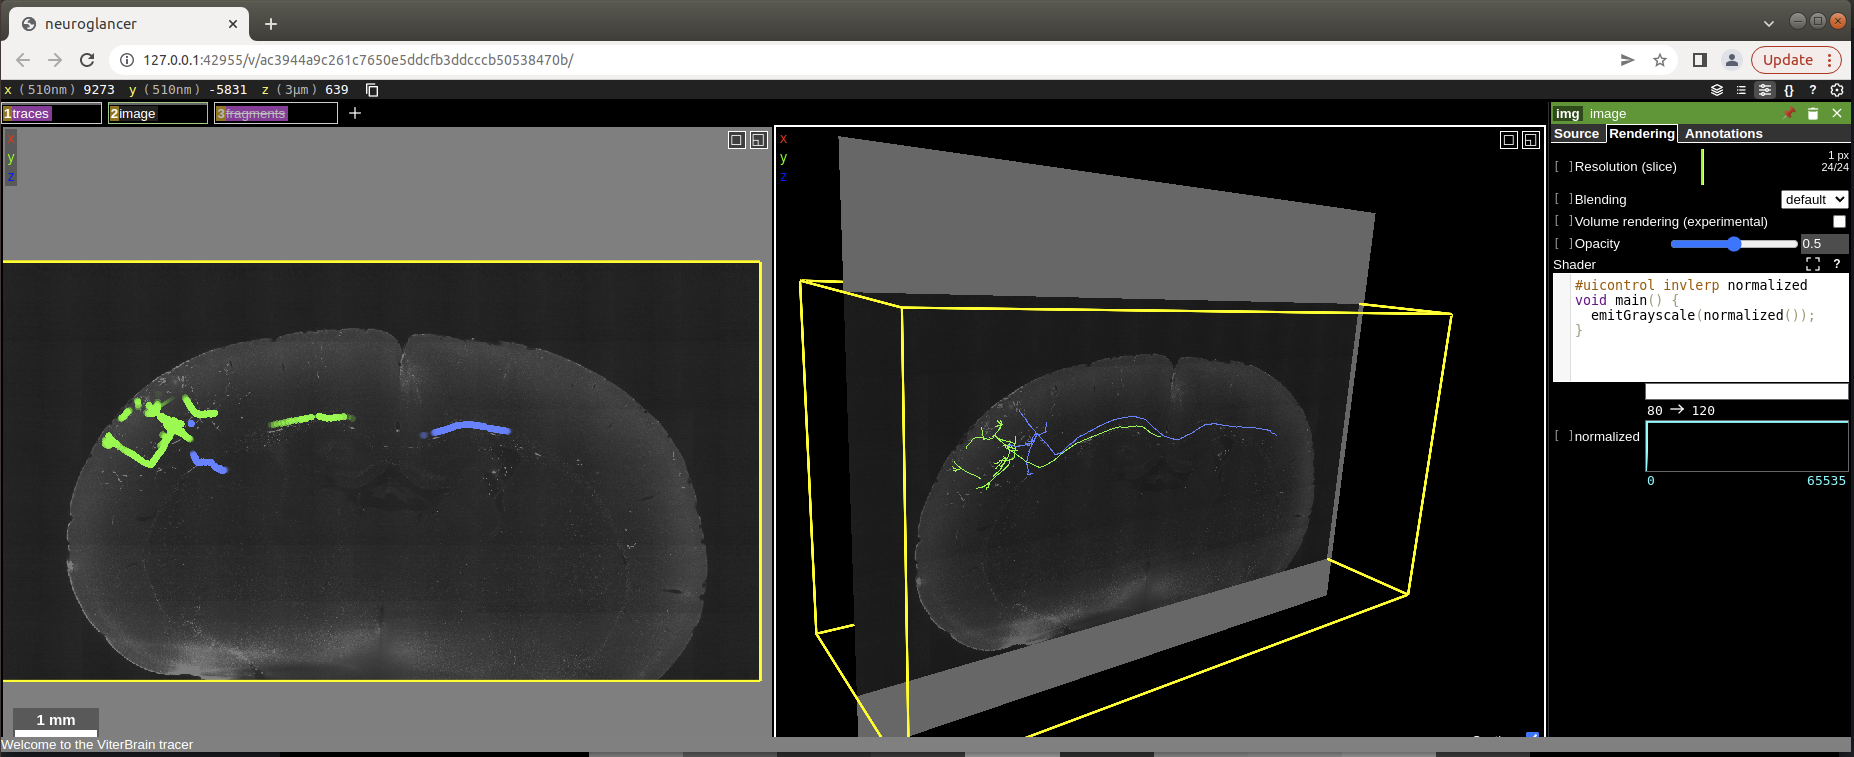 neuroglancer
127.0.0.1:42955/v/ac3944a9c261c7650e5ddcfb3ddcccb50538470b/
Update
x (510nm) 9273 y (510nm) -5831 z (3µm) 639
{} ?
1traces 2image 3fragments +
img image
Source Rendering Annotations
x
y
z
x
y
z
[ ]Resolution (slice)
1 px
24/24
[ ]Blending default
[ ]Volume rendering (experimental)
[ ]Opacity 0.5
Shader ?
#uicontrol invlerp normalized
void main() {
emitGrayscale(normalized());
}
80 → 120
[ ]normalized
0 65535
1 mm
Welcome to the ViterBrain tracer